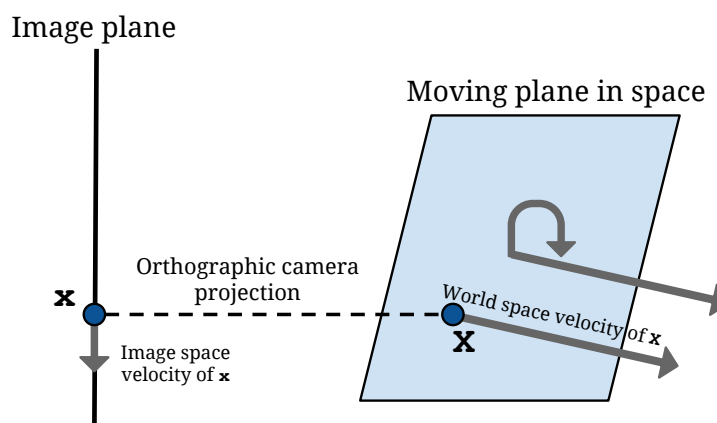 Image plane
Moving plane in space
Orthographic camera
projection
x
World space velocity of x
X
Image space
velocity of x